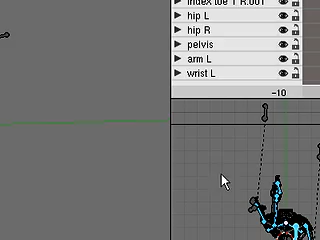 index toe 1 R.001
hip L
hip R
pelvis
arm L
wrist L
-10